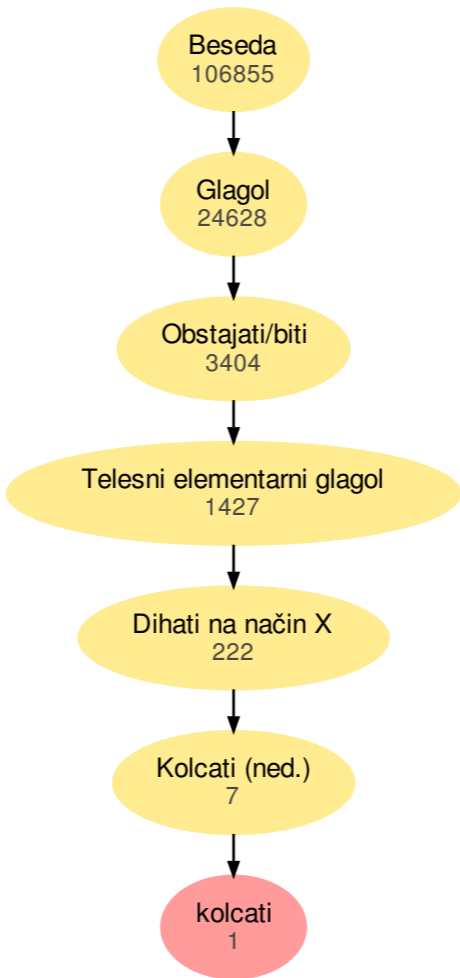 Beseda
106855
Glagol
24628
Obstajati/biti
3404
Telesni elementarni glagol
1427
Dihati na način X
222
Kolcati (ned.)
7
kolcati
1